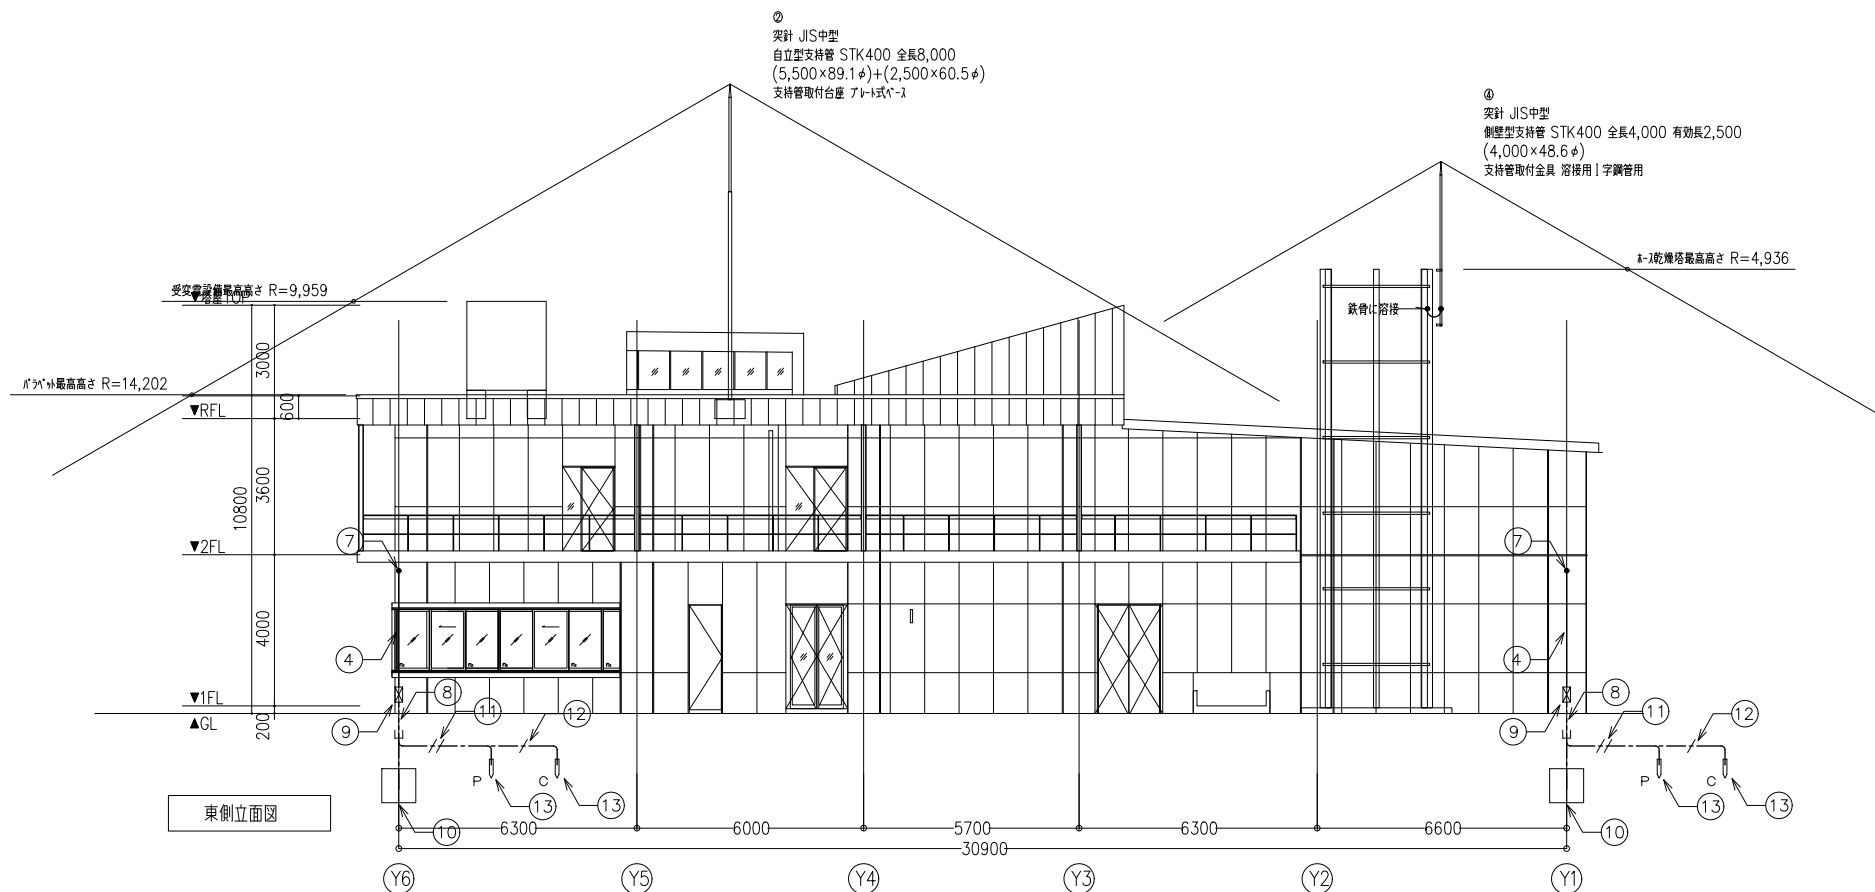 ②
突針 JIS中型
自立型支持管 STK400 全長8,000
(5,500×89.1φ)+(2,500×60.5φ)
支持管取付台座 プレート式ベース
④
突針 JIS中型
側壁型支持管 STK400 全長4,000 有効長2,500
(4,000×48.6φ)
支持管取付金具 溶接用I字鋼管用
ホース乾燥塔最高高さ R=4,936
受変電設備最高高さ R=9,959
▼塔屋TOP
鉄骨に溶接
3000
パラペット最高高さ R=14,202
▼RFL
600
3600
10800
▼2FL
7
7
4000
4
4
▼1FL
▲GL
200
8
9
11
12
8
9
11
12
P
C
13
13
P
C
13
13
東側立面図
10
10
6300
6000
5700
6300
6600
30900
Y6
Y5
Y4
Y3
Y2
Y1